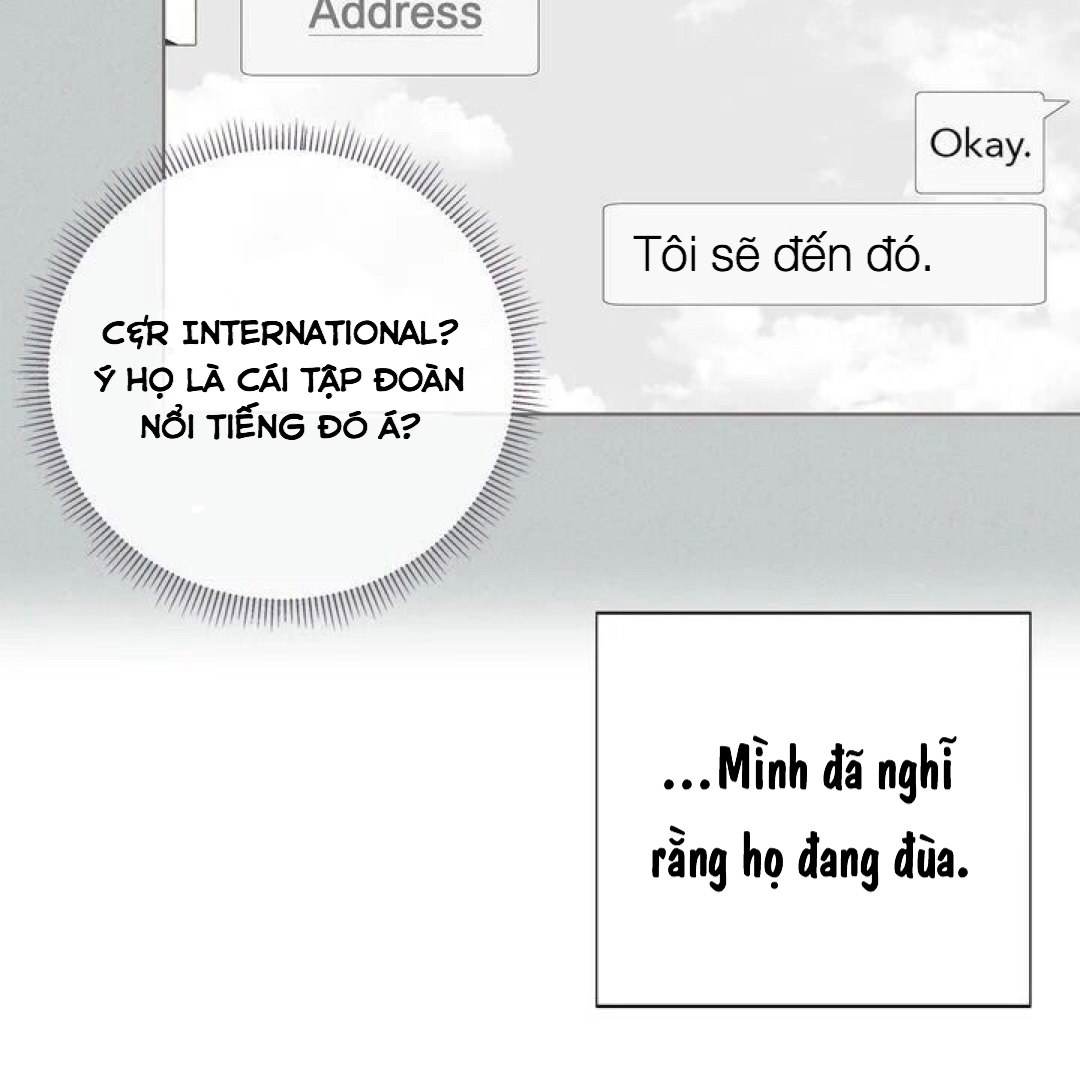 Address
Okay.
Tôi sẽ đến đó.
C&R INTERNATIONAL?
Ý HỌ LÀ CÁI TẬP ĐOÀN
NỔI TIẾNG ĐÓ Á?
...Mình đã nghĩ
rằng họ đang đùa.